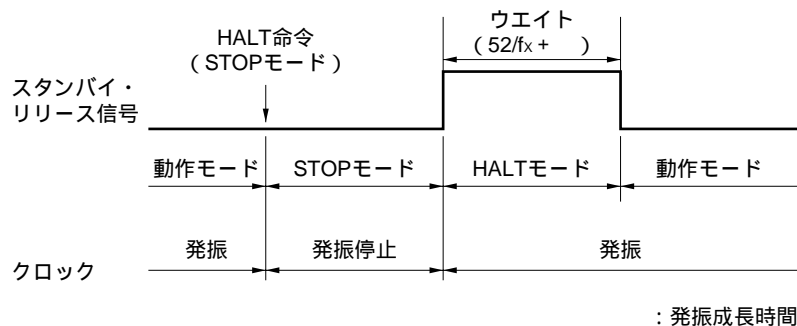 ウエイト
HALT命令
(52/fX + )
(STOPモード)
スタンバイ・
リリース信号
動作モード
STOPモード
HALTモード
動作モード
発振
発振停止
発振
クロック
:発振成長時間